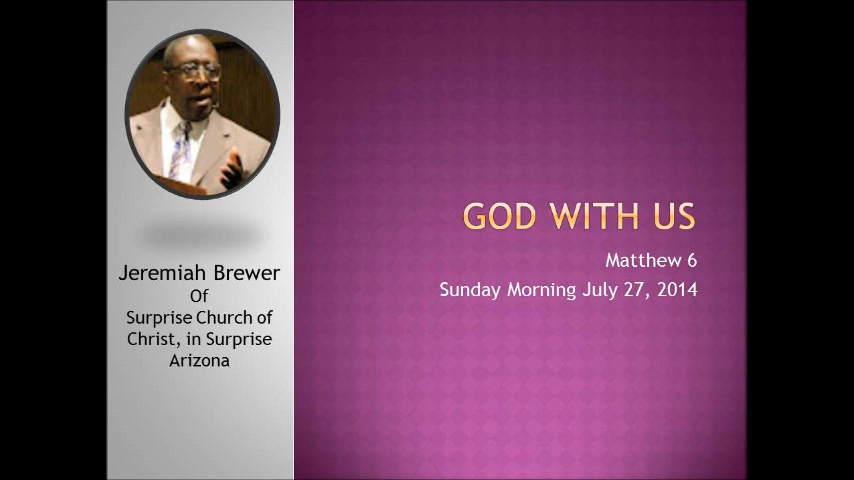 Jeremiah Brewer
Of
Surprise Church of
Christ, in Surprise
Arizona
GOD WITH US
Matthew 6
Sunday Morning July 27, 2014